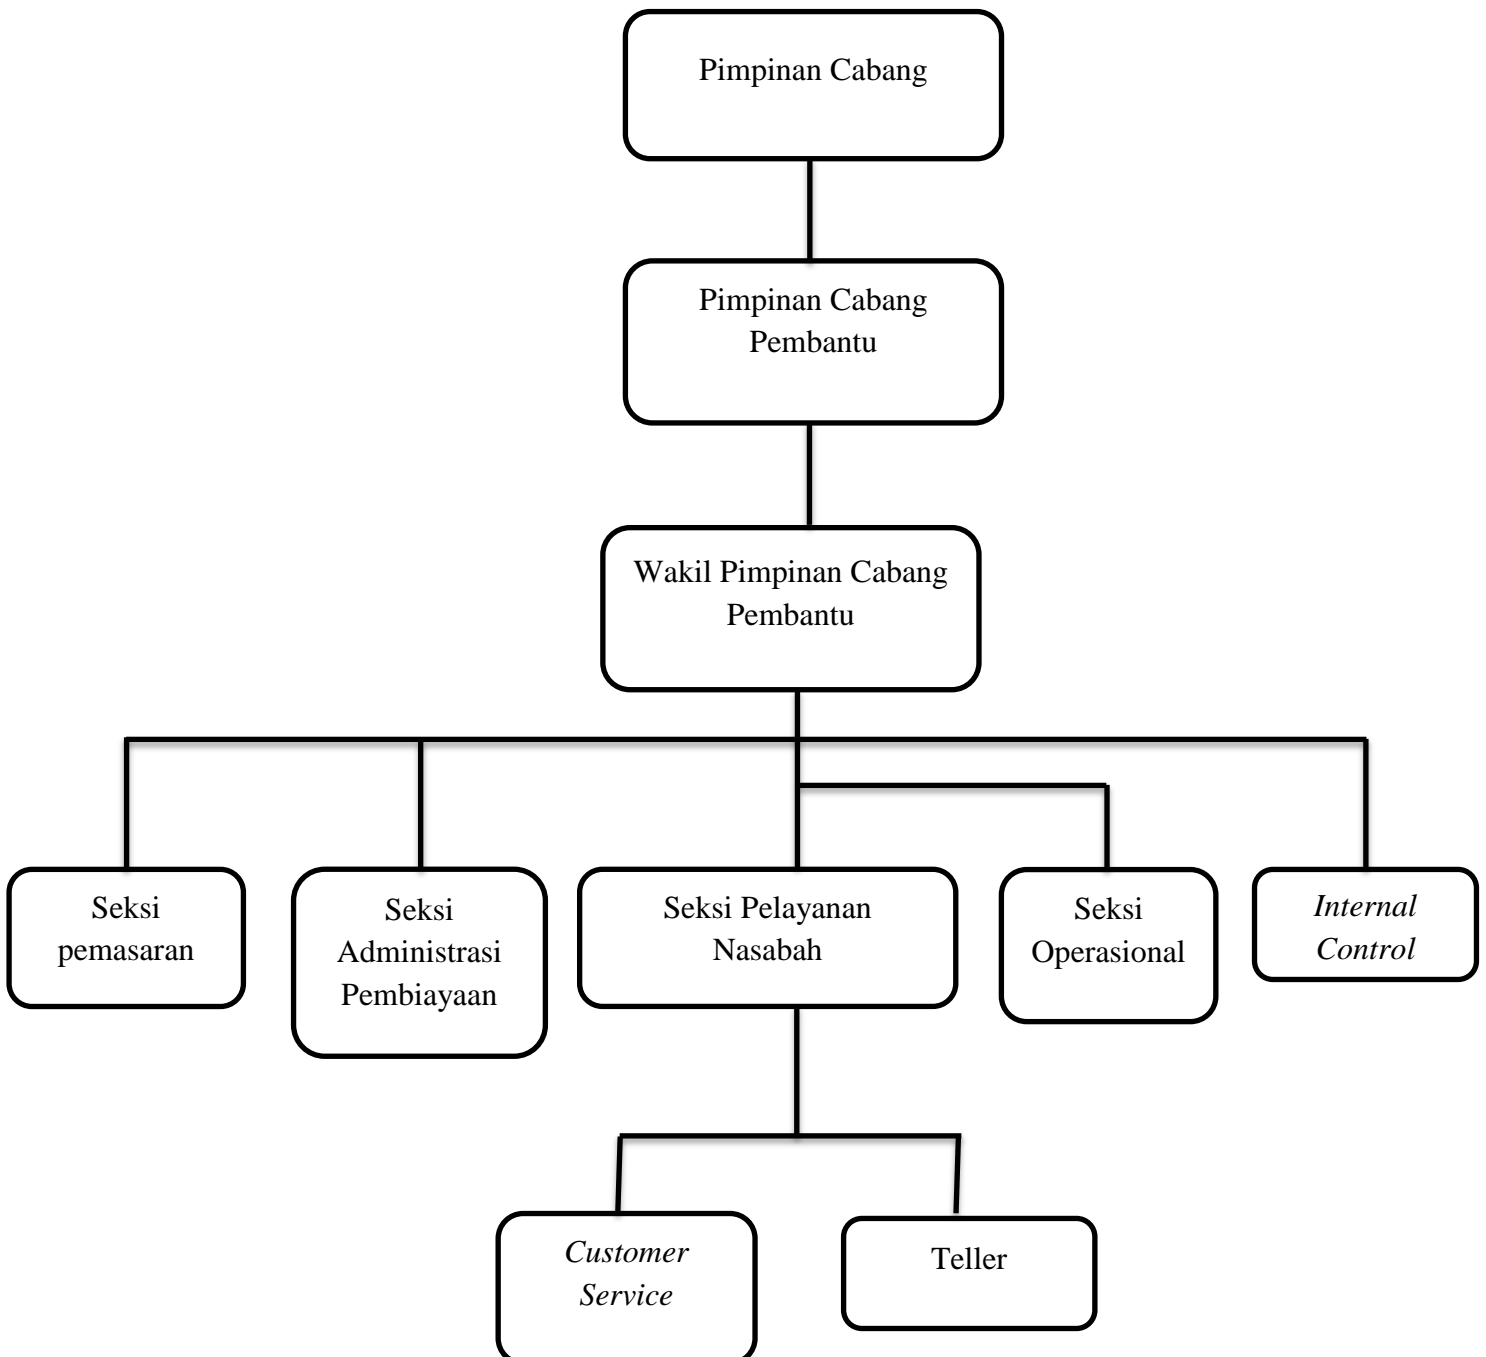 Pimpinan Cabang
Pimpinan Cabang
Pembantu
Wakil Pimpinan Cabang
Pembantu
Seksi
pemasaran
Seksi
Administrasi
Pembiayaan
Seksi Pelayanan
Nasabah
Seksi
Operasional
Internal
Control
Customer
Service
Teller